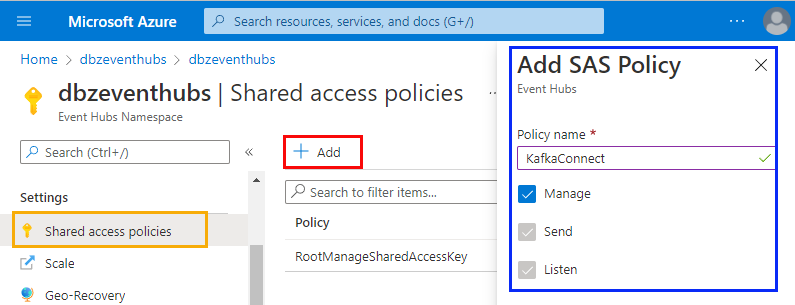 Microsoft Azure
Search resources, services, and docs (G+/)
Home > dbzeventhubs > dbzeventhubs
dbzeventhubs | Shared access policies
Event Hubs Namespace
Search (Ctrl+/)
Settings
Shared access policies
Scale
Geo-Recovery
Add
Search to filter items...
Policy
RootManageSharedAccessKey
Add SAS Policy
Event Hubs
Policy name *
KafkaConnect
Manage
Send
Listen